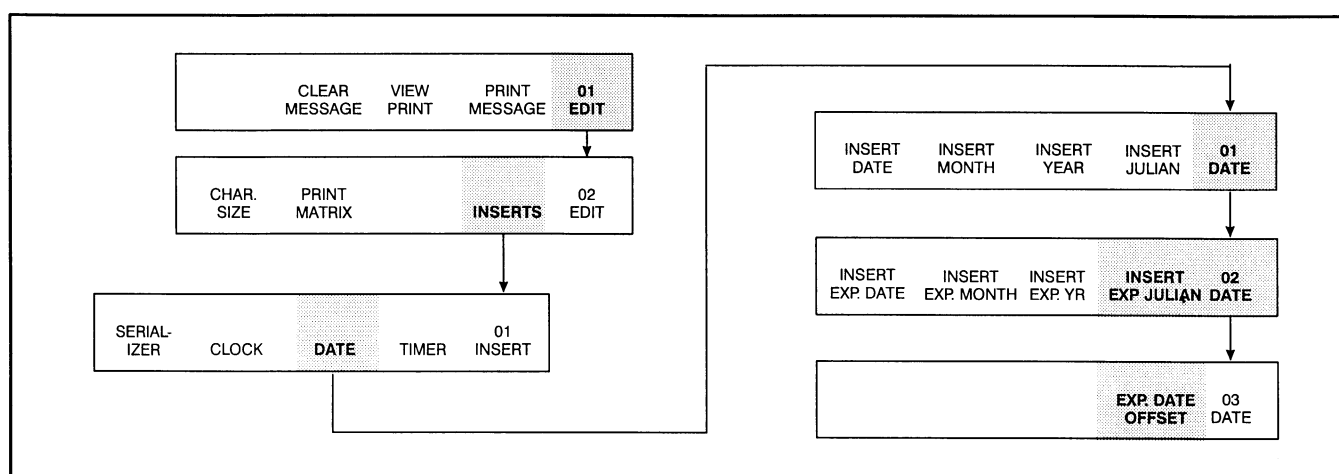 CLEAR MESSAGE
VIEW PRINT
PRINT MESSAGE
01 EDIT
CHAR. SIZE
PRINT MATRIX
INSERTS
02 EDIT
SERIAL-
IZER
CLOCK
DATE
TIMER
01 INSERT
INSERT DATE
INSERT MONTH
INSERT YEAR
INSERT JULIAN
01 DATE
INSERT EXP. DATE
INSERT EXP. MONTH
INSERT EXP. YR
INSERT EXP JULIAN
02 DATE
EXP. DATE OFFSET
03 DATE